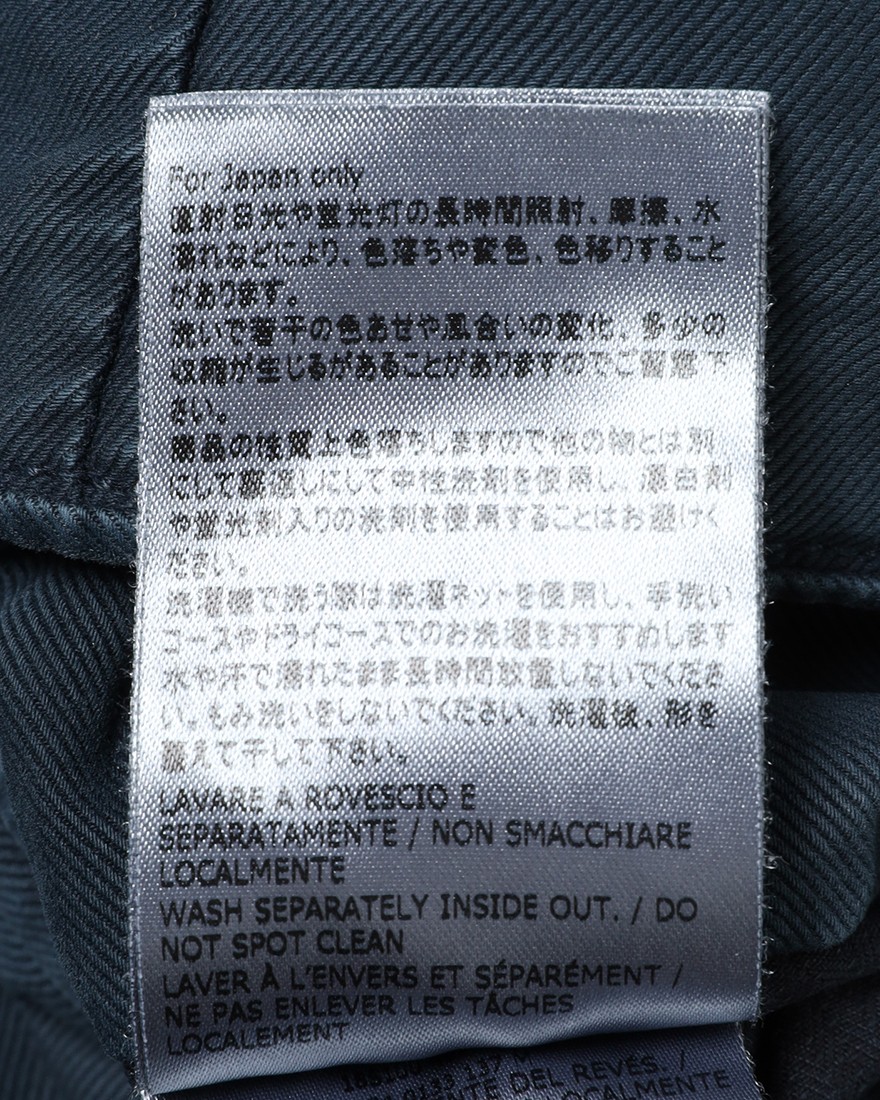 For Japan only
直射日光や蛍光灯の長時間照射、摩擦、水
濡れなどにより、色落ちや変色、色移りすること
があります。
洗いで若干の色あせや風合いの変化、多少の
収縮が生じるがあることがありますのでご留意下
さい。
製品の性質上色落ちしますので他の物とは別
にして裏返しにして中性洗剤を使用し、漂白剤
や蛍光剤入りの洗剤を使用することはお避けく
ださい。
洗濯機で洗う際は洗濯ネットを使用し、手洗い
コースやドライコースでのお洗濯をおすすめします
水や汗で濡れたまま長時間放置しないでくださ
い。もみ洗いをしないでください。洗濯後、形を
整えて干して下さい。
LAVARE A ROVESCIO E
SEPARATAMENTE / NON SMACCHIARE
LOCALMENTE
WASH SEPARATELY INSIDE OUT. / DO
NOT SPOT CLEAN
LAVER À L'ENVERS ET SÉPARÉMENT /
NE PAS ENLEVER LES TÂCHES
LOCALEMENT
137 M
DEL REVÉS. /
LOCALMENTE